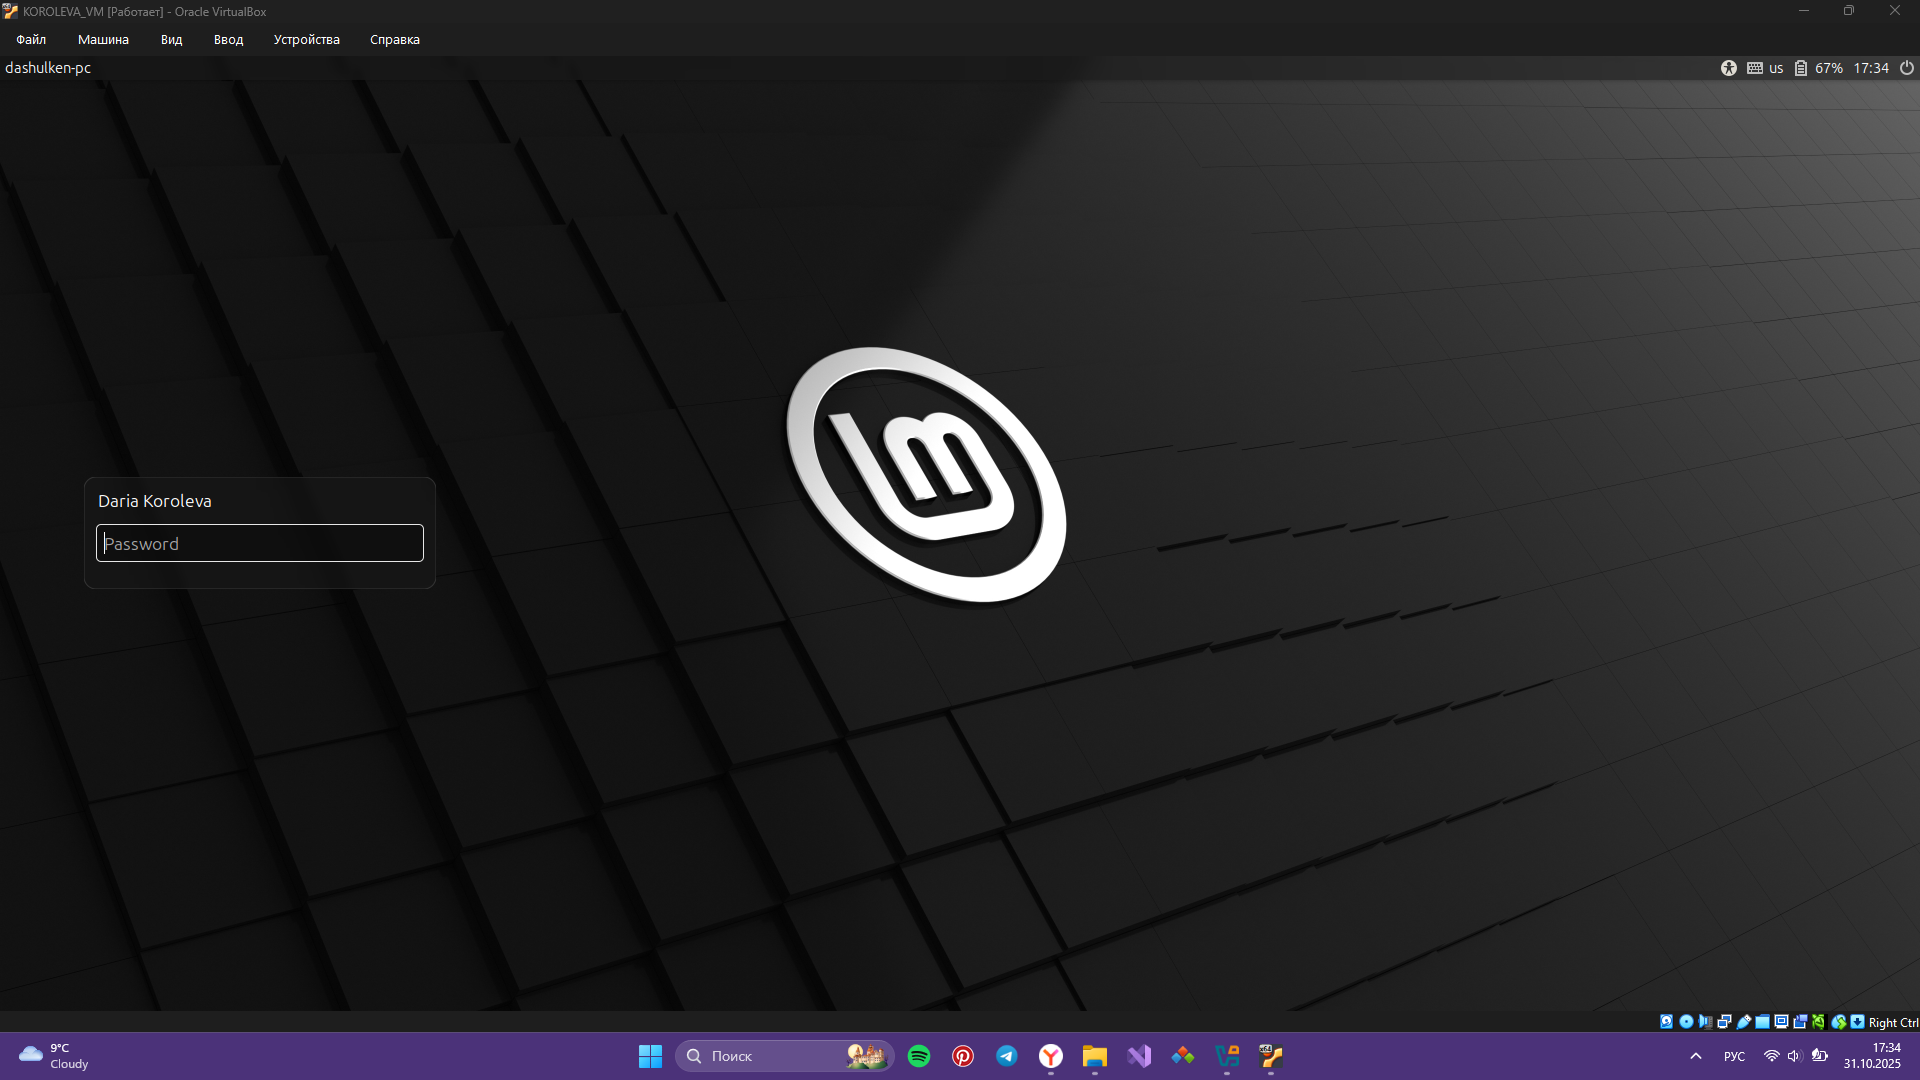 KOROLEVA_VM [Работает] - Oracle VirtualBox
Файл Машина Вид Ввод Устройства Справка
dashulken-pc us 67% 17:34
Daria Koroleva
Password
Right Ctrl
9°C
Cloudy
Поиск
РУС
17:34
31.10.2025